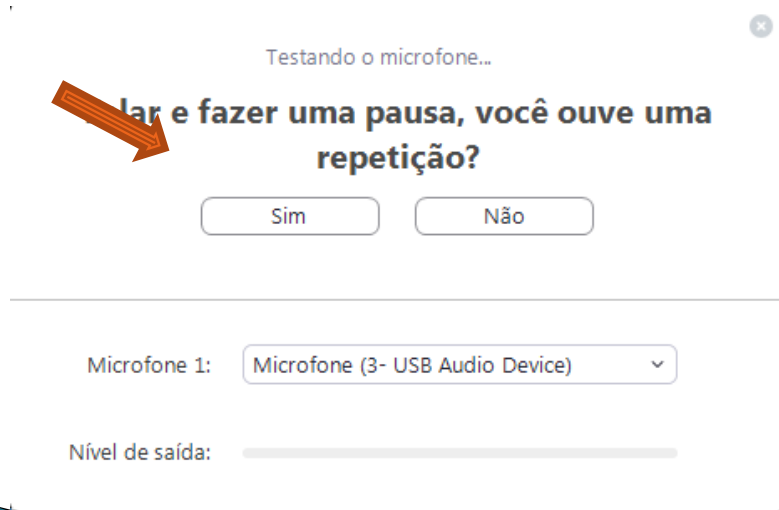 Testando o microfone...
lar e fazer uma pausa, você ouve uma
repetição?
Sim Não
Microfone 1: Microfone (3- USB Audio Device)
Nível de saída: